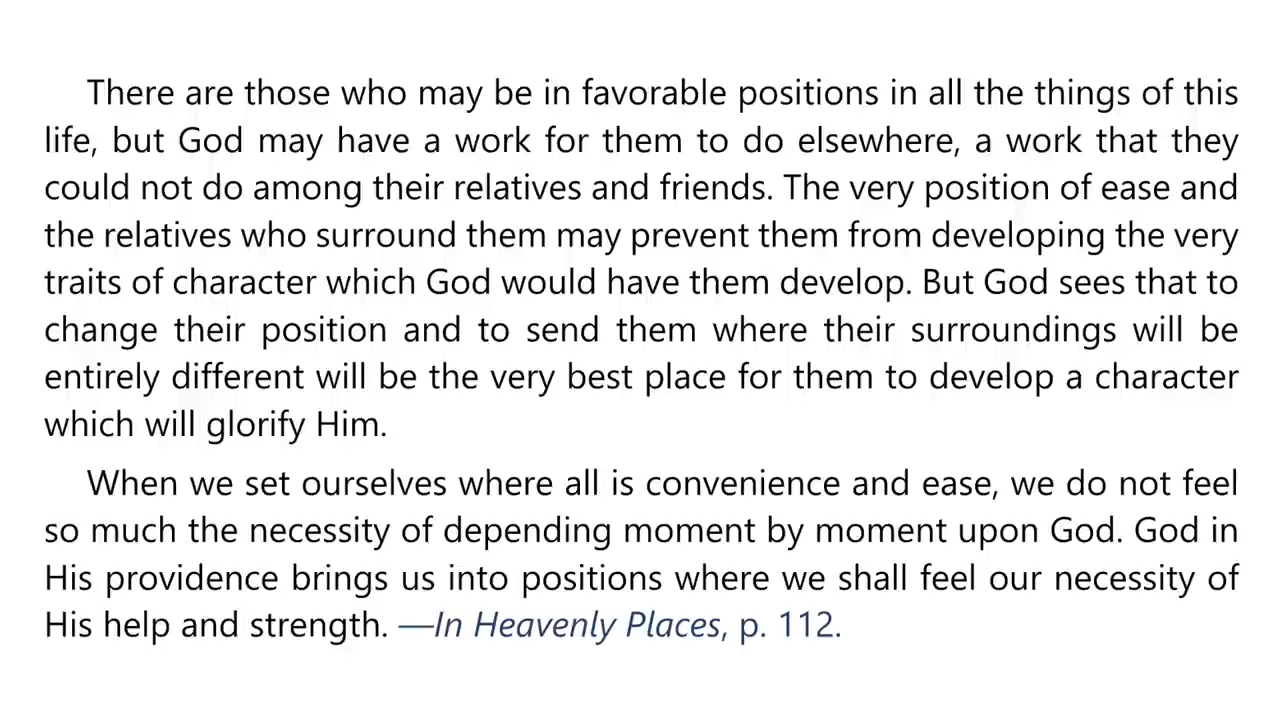 There are those who may be in favorable positions in all the things of this
life, but God may have a work for them to do elsewhere, a work that they
could not do among their relatives and friends. The very position of ease and
the relatives who surround them may prevent them from developing the very
traits of character which God would have them develop. But God sees that to
change their position and to send them where their surroundings will be
entirely different will be the very best place for them to develop a character
which will glorify Him.
When we set ourselves where all is convenience and ease, we do not feel
so much the necessity of depending moment by moment upon God. God in
His providence brings us into positions where we shall feel our necessity of
His help and strength. —In Heavenly Places, p. 112.